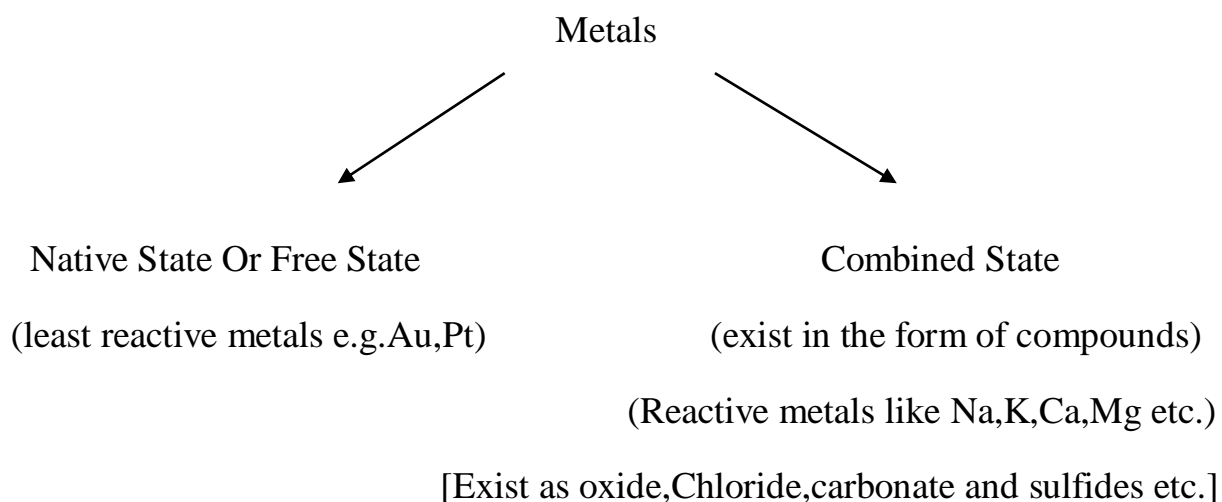 Metals
Native State Or Free State
(least reactive metals e.g.Au,Pt)
Combined State
(exist in the form of compounds)
(Reactive metals like Na,K,Ca,Mg etc.)
[Exist as oxide,Chloride,carbonate and sulfides etc.]